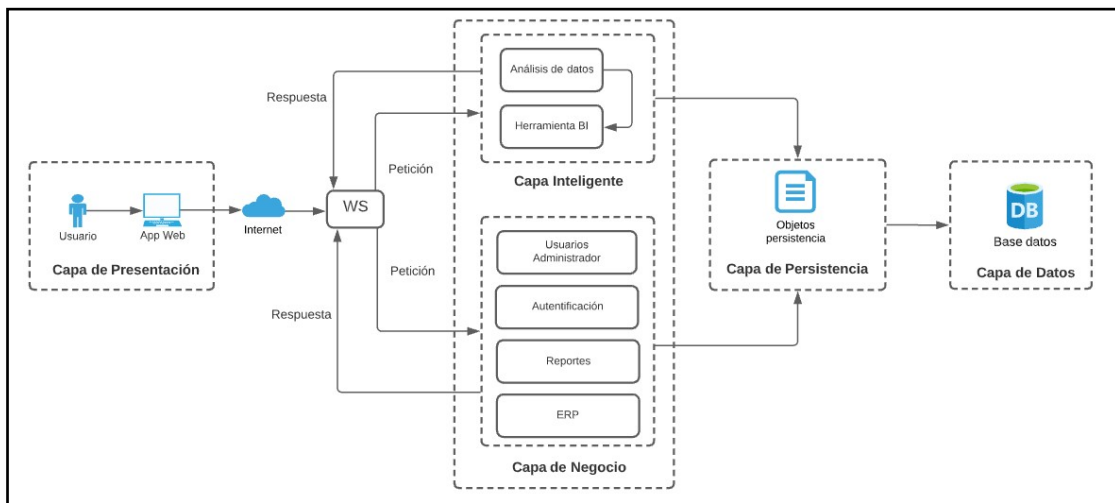 Usuario
App Web
Capa de Presentación
Internet
WS
Respuesta
Petición
Petición
Respuesta
Análisis de datos
Herramienta BI
Capa Inteligente
Usuarios
Administrador
Autentificación
Reportes
ERP
Capa de Negocio
Objetos
persistencia
Capa de Persistencia
DB
Base datos
Capa de Datos